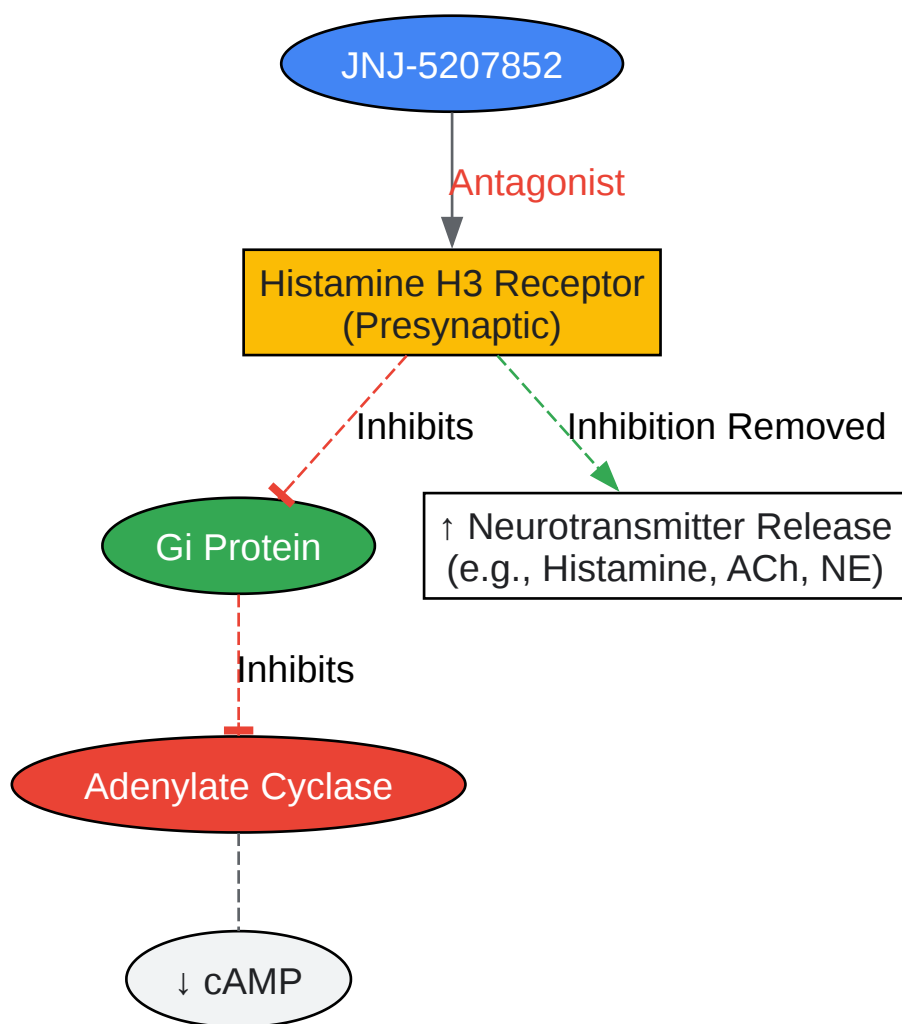 JNJ-5207852
Antagonist
Histamine H3 Receptor
(Presynaptic)
Inhibits
Inhibition Removed
Gi Protein
↑ Neurotransmitter Release
(e.g., Histamine, ACh, NE)
Inhibits
Adenylate Cyclase
↓ cAMP